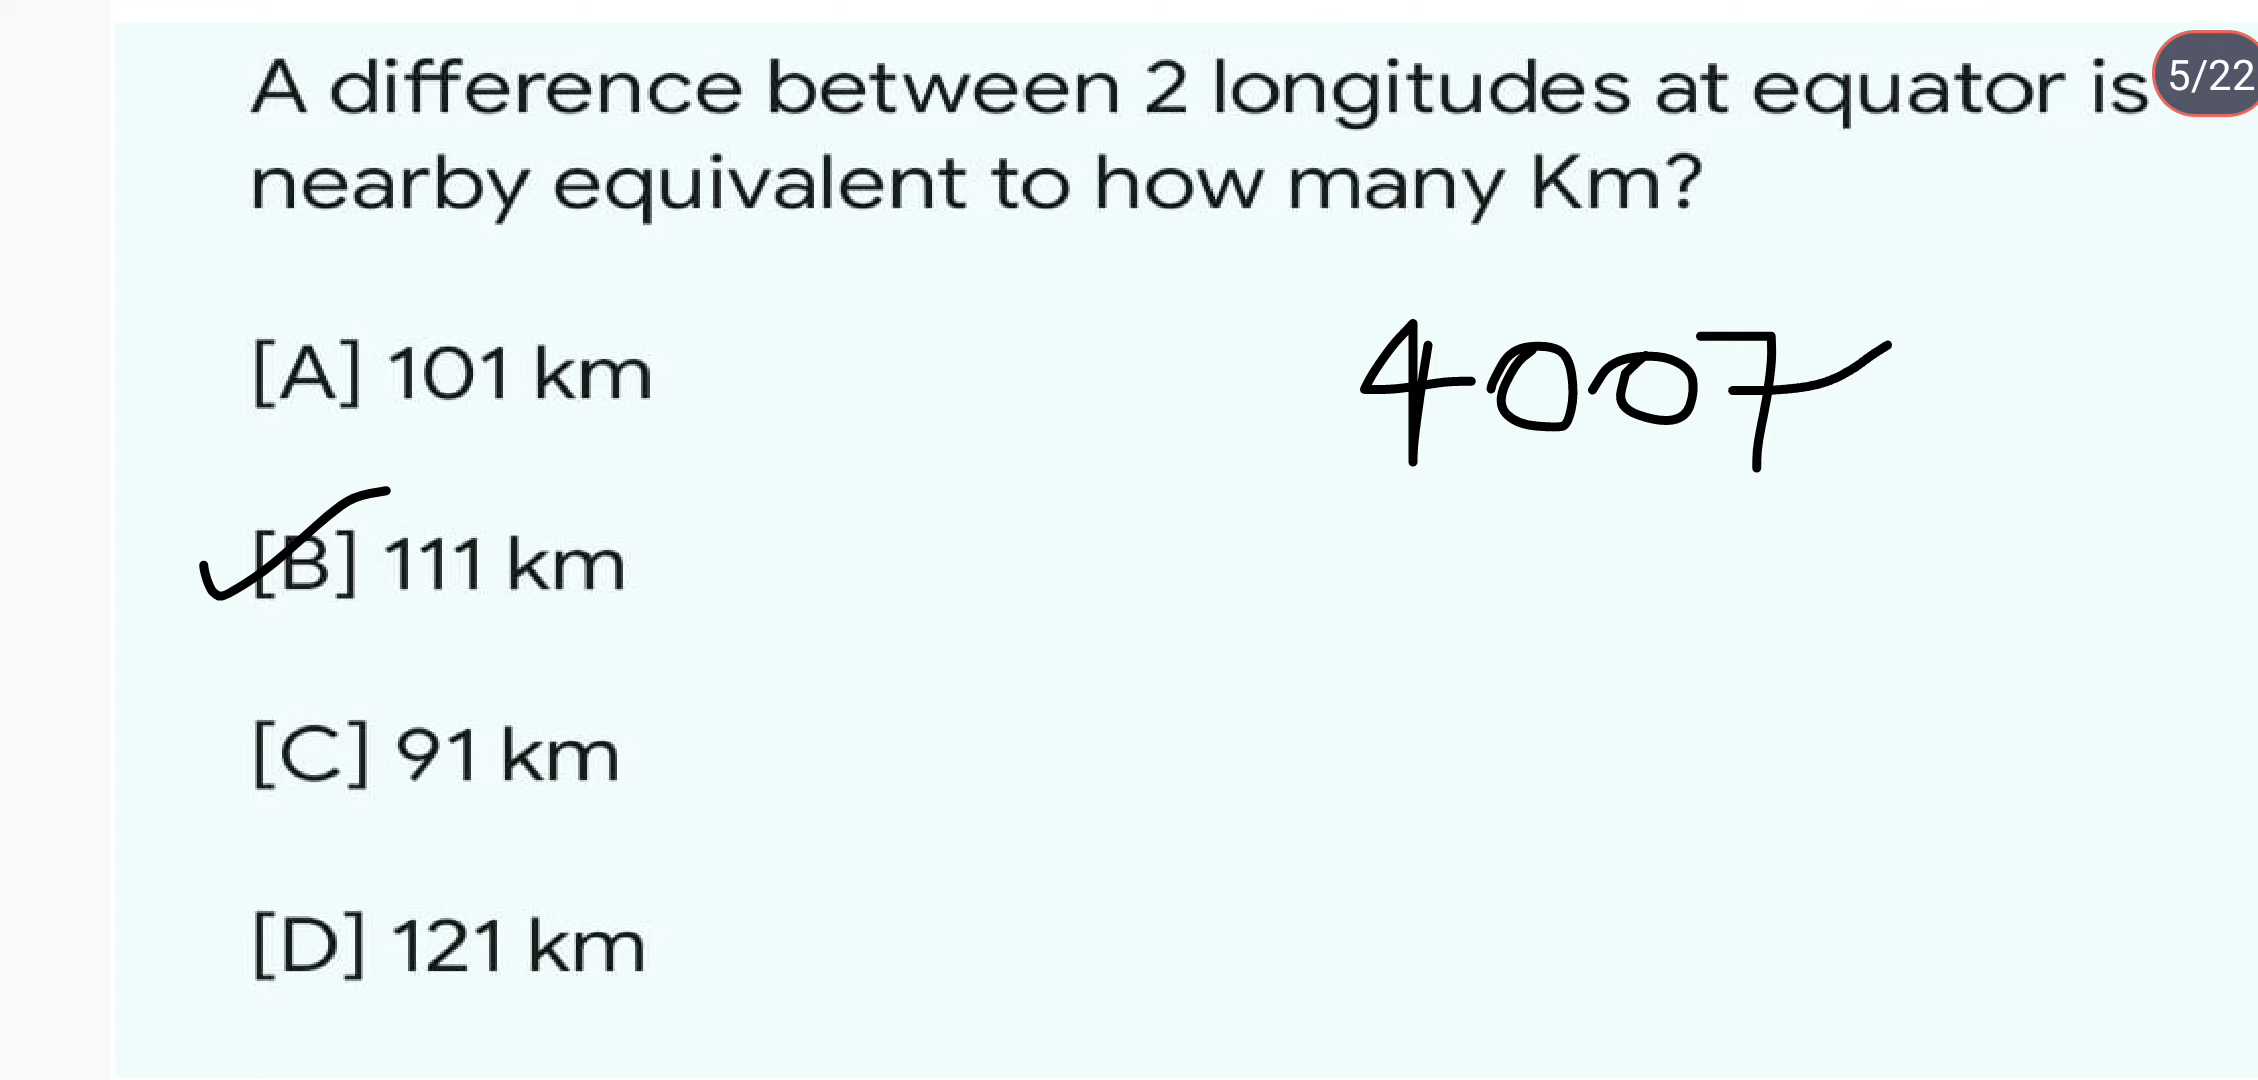 A difference between 2 longitudes at equator is 5/22
nearby equivalent to how many Km?
[A] 101 km
4007
[B] 111 km
[C] 91 km
[D] 121 km